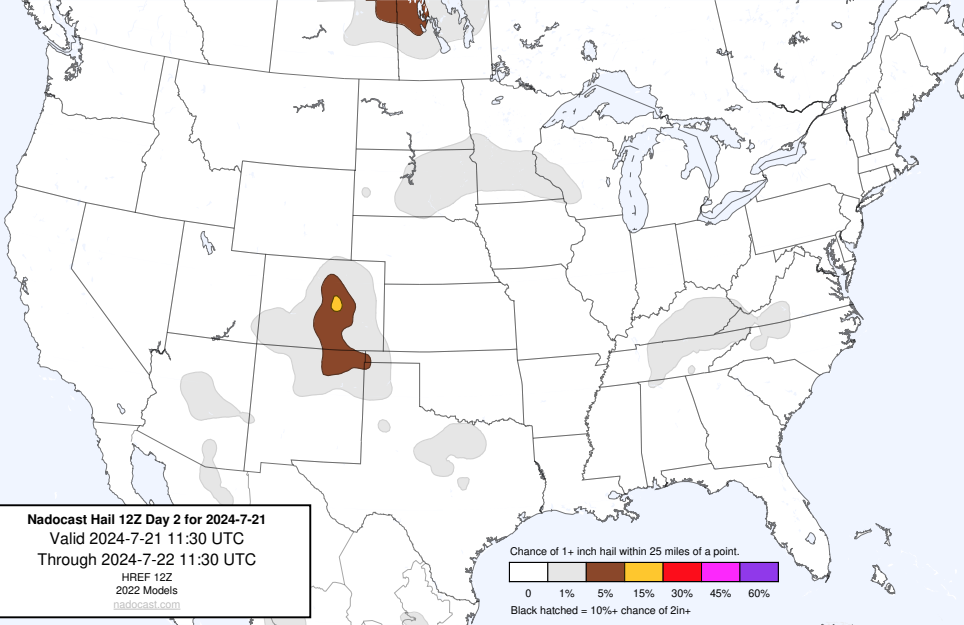 Nadocast Hail 12Z Day 2 for 2024-7-21
Valid 2024-7-21 11:30 UTC
Through 2024-7-22 11:30 UTC
HREF 12Z
2022 Models
nadocast.com
Chance of 1+ inch hail within 25 miles of a point.
0 1% 5% 15% 30% 45% 60%
Black hatched = 10%+ chance of 2in+